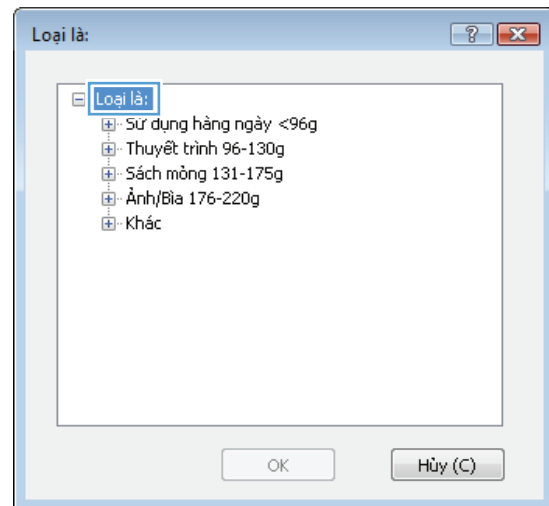 Loại là:
Loại là:
Sử dụng hàng ngày <96g
Thuyết trình 96-130g
Sách mỏng 131-175g
Ảnh/Bìa 176-220g
Khác
OK
Hủy (C)